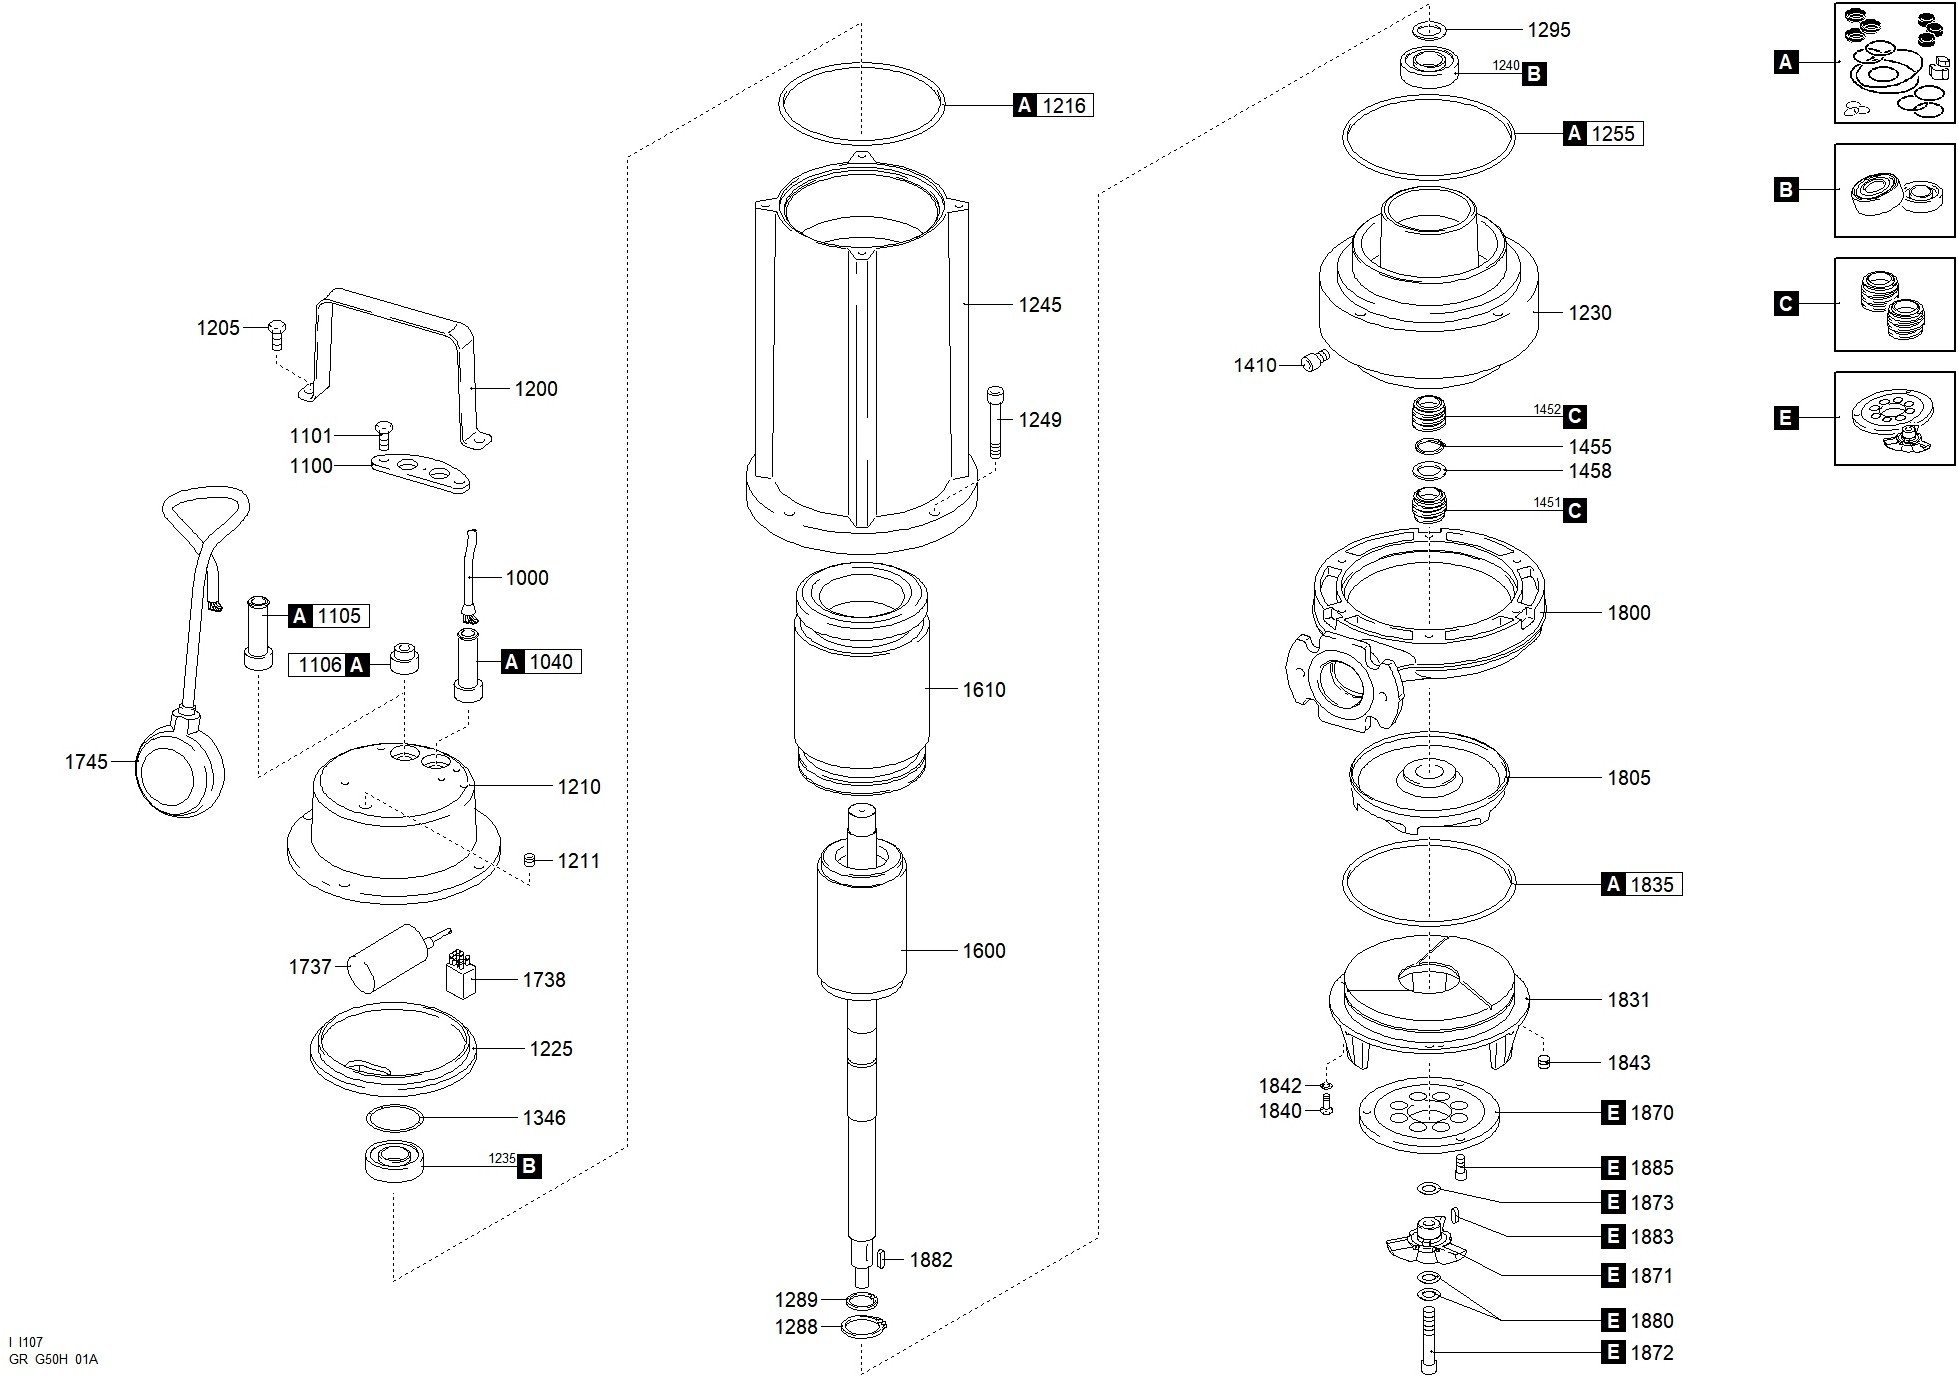 1205
1200
1101
1100
1000
A 1105
1106 A
A 1040
1745
1210
1211
1737
1738
1225
1346
1235 B
I I107
GR G50H 01A
A 1216
1245
1249
1610
1600
1882
1289
1288
1295
1240 B
A 1255
1230
1410
1452 C
1455
1458
1451 C
1800
1805
A 1835
1831
1843
1842
1840
E 1870
E 1885
E 1873
E 1883
E 1871
E 1880
E 1872
A
B
C
E